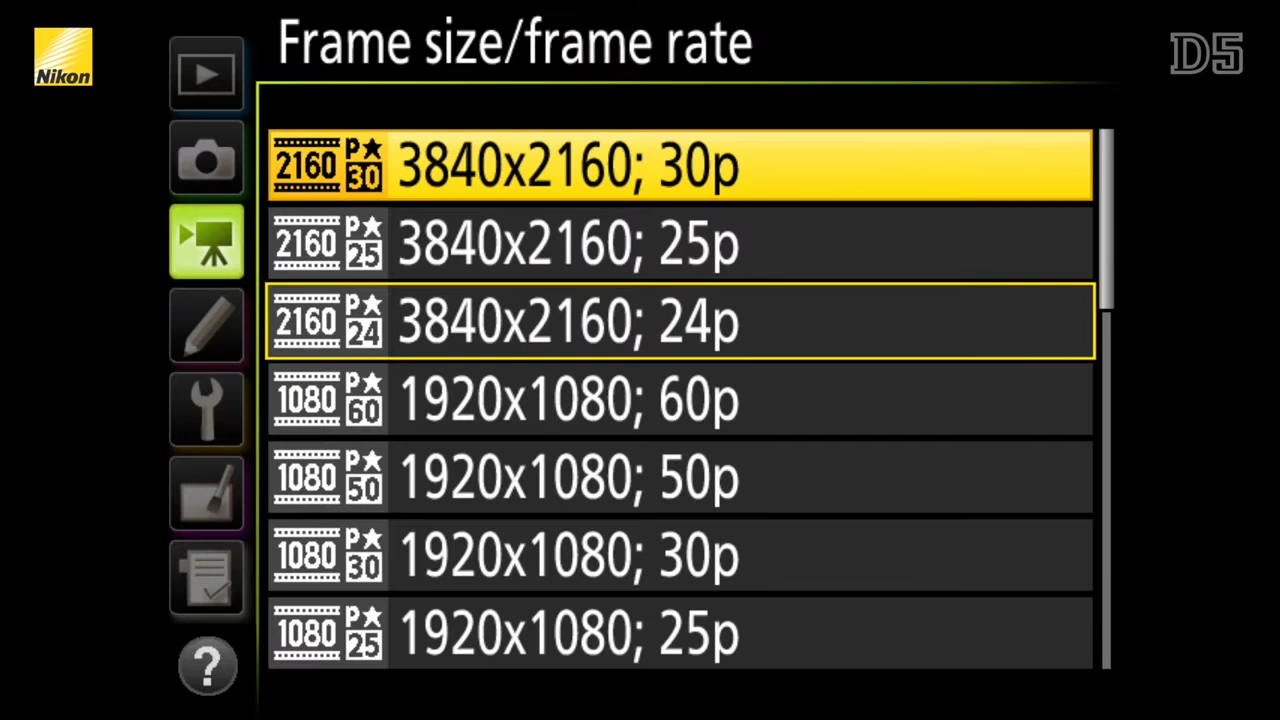 Frame size/frame rate
Nikon
D5
2160 P★ 30 3840x2160; 30p
2160 P★ 25 3840x2160; 25p
2160 P★ 24 3840x2160; 24p
1080 P★ 60 1920x1080; 60p
1080 P★ 50 1920x1080; 50p
1080 P★ 30 1920x1080; 30p
1080 P★ 25 1920x1080; 25p
?